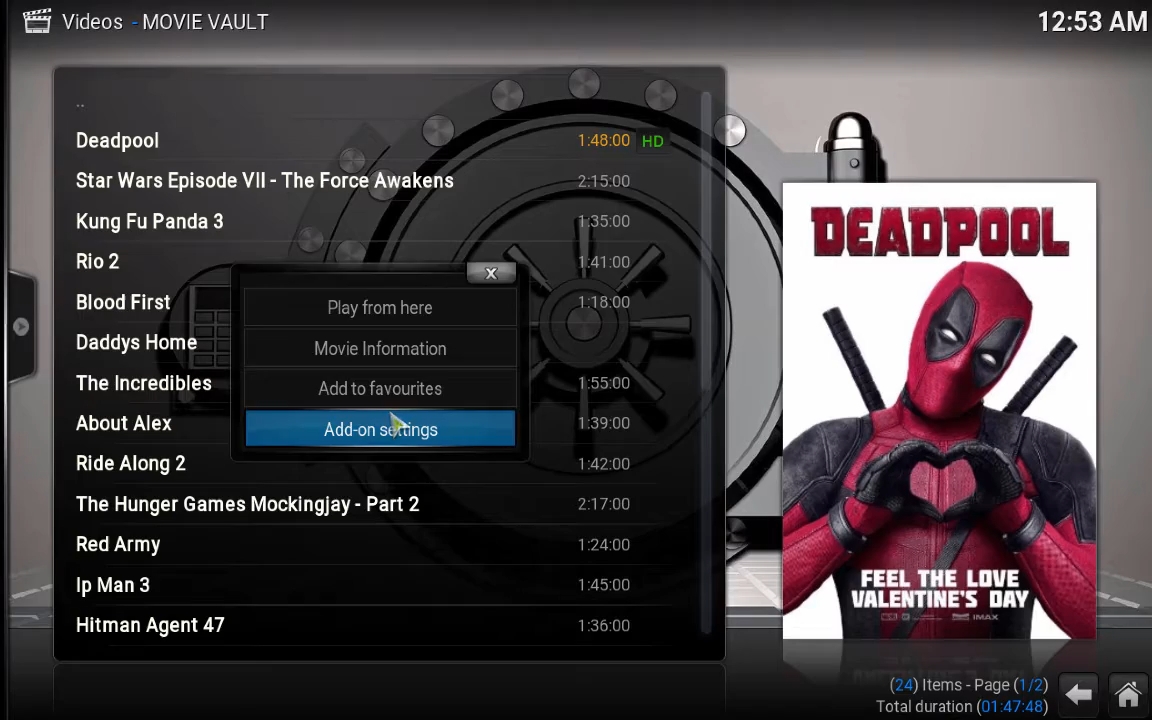 Videos - MOVIE VAULT
12:53 AM
..
Deadpool 1:48:00 HD
Star Wars Episode VII - The Force Awakens 2:15:00
Kung Fu Panda 3 1:35:00
Rio 2 1:41:00
Blood First 1:18:00
Daddys Home
The Incredibles 1:55:00
About Alex 1:39:00
Ride Along 2 1:42:00
The Hunger Games Mockingjay - Part 2 2:17:00
Red Army 1:24:00
Ip Man 3 1:45:00
Hitman Agent 47 1:36:00
X
Play from here
Movie Information
Add to favourites
Add-on settings
DEADPOOL
FEEL THE LOVE
VALENTINE'S DAY
IMAX
(24) Items - Page (1/2)
Total duration (01:47:48)